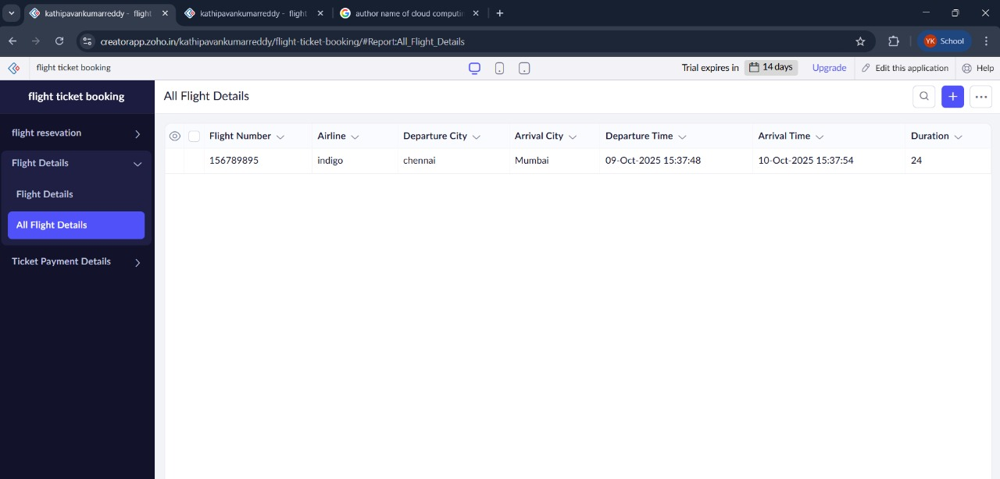 kathipavankumarreddy - flight
kathipavankumarreddy - flight
author name of cloud computin
creatorapp.zoho.in/kathipavankumarreddy/flight-ticket-booking/#Report:All_Flight_Details
YK School
flight ticket booking
Trial expires in 14 days Upgrade Edit this application Help
flight ticket booking
All Flight Details
flight resevation
Flight Details
Flight Details
All Flight Details
Ticket Payment Details
Flight Number Airline Departure City Arrival City Departure Time Arrival Time Duration
156789895 indigo chennai Mumbai 09-Oct-2025 15:37:48 10-Oct-2025 15:37:54 24